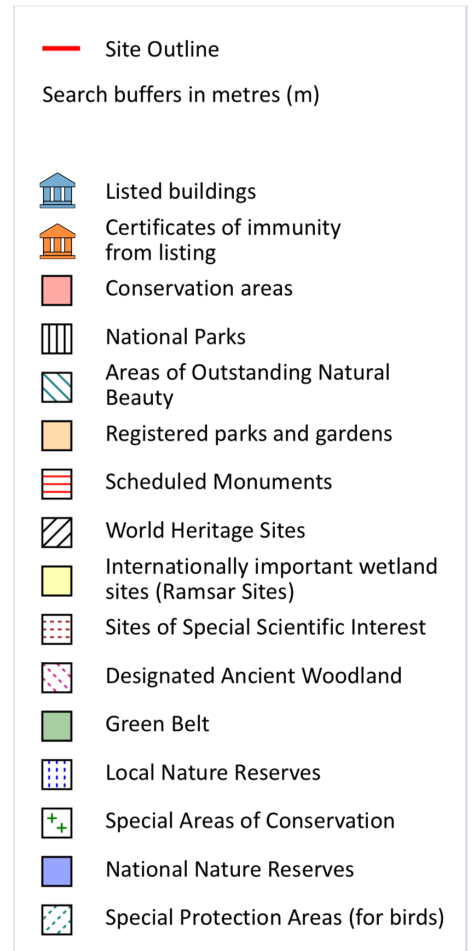 Site Outline
Search buffers in metres (m)
Listed buildings
Certificates of immunity
from listing
Conservation areas
National Parks
Areas of Outstanding Natural
Beauty
Registered parks and gardens
Scheduled Monuments
World Heritage Sites
Internationally important wetland
sites (Ramsar Sites)
Sites of Special Scientific Interest
Designated Ancient Woodland
Green Belt
Local Nature Reserves
Special Areas of Conservation
National Nature Reserves
Special Protection Areas (for birds)